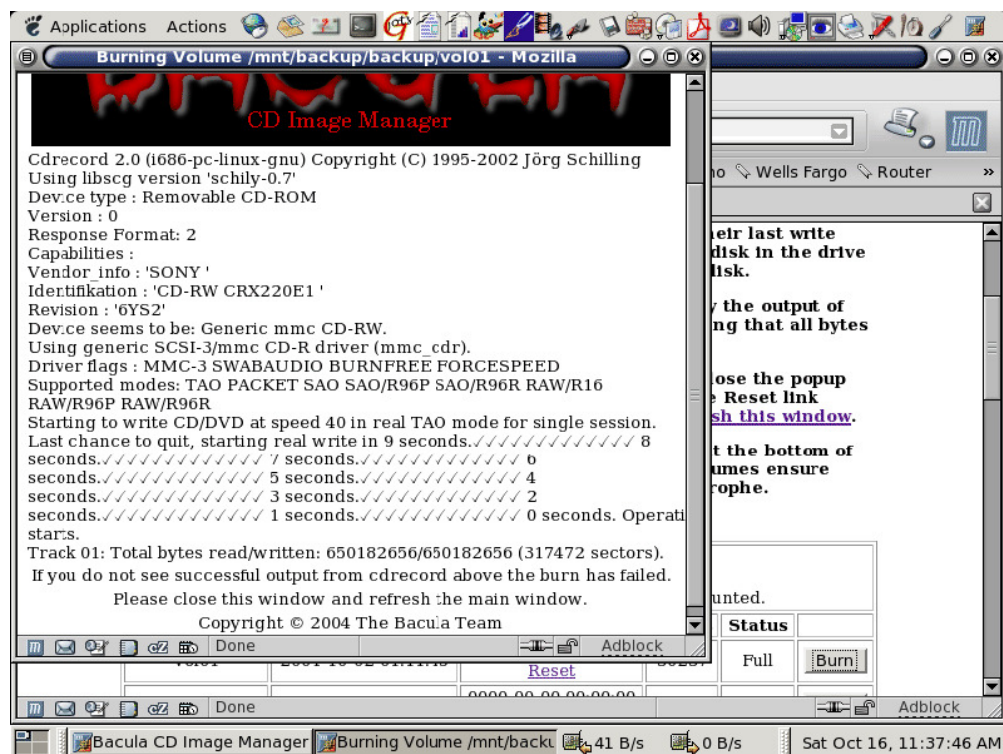 Applications Actions
Burning Volume /mnt/backup/backup/vol01 - Mozilla
CD Image Manager
Cdrecord 2.0 (i686-pc-linux-gnu) Copyright (C) 1995-2002 Jörg Schilling
Using libscg version 'schily-0.7'
Device type : Removable CD-ROM
Version : 0
Response Format: 2
Capabilities :
Vendor_info : 'SONY '
Identifikation : 'CD-RW CRX220E1 '
Revision : '6YS2'
Device seems to be: Generic mmc CD-RW.
Using generic SCSI-3/mmc CD-R driver (mmc_cdr).
Driver flags : MMC-3 SWABAUDIO BURNFREE FORCESPEED
Supported modes: TAO PACKET SAO SAO/R96P SAO/R96R RAW/R16
RAW/R96P RAW/R96R
Starting to write CD/DVD at speed 40 in real TAO mode for single session.
Last chance to quit, starting real write in 9 seconds.✓✓✓✓✓✓✓✓✓✓✓✓✓ 8
seconds.✓✓✓✓✓✓✓✓✓✓✓✓✓ 7 seconds.✓✓✓✓✓✓✓✓✓✓✓✓✓ 6
seconds.✓✓✓✓✓✓✓✓✓✓✓✓✓ 5 seconds.✓✓✓✓✓✓✓✓✓✓✓✓✓ 4
seconds.✓✓✓✓✓✓✓✓✓✓✓✓✓ 3 seconds.✓✓✓✓✓✓✓✓✓✓✓✓✓ 2
seconds.✓✓✓✓✓✓✓✓✓✓✓✓✓ 1 seconds.✓✓✓✓✓✓✓✓✓✓✓✓✓ 0 seconds. Operati
starts.
Track 01: Total bytes read/written: 650182656/650182656 (317472 sectors).
If you do not see successful output from cdrecord above the burn has failed.
Please close this window and refresh the main window.
Copyright © 2004 The Bacula Team
Done
Adblock
Wells Fargo Router »
eir last write
disk in the drive
disk.
the output of
ng that all bytes
lose the popup
Reset link
sh this window.
t the bottom of
umes ensure
rophe.
unted.
Status
Reset
Full
Burn
Done
Adblock
Bacula CD Image Manager
Burning Volume /mnt/backu
41 B/s
0 B/s
Sat Oct 16, 11:37:46 AM